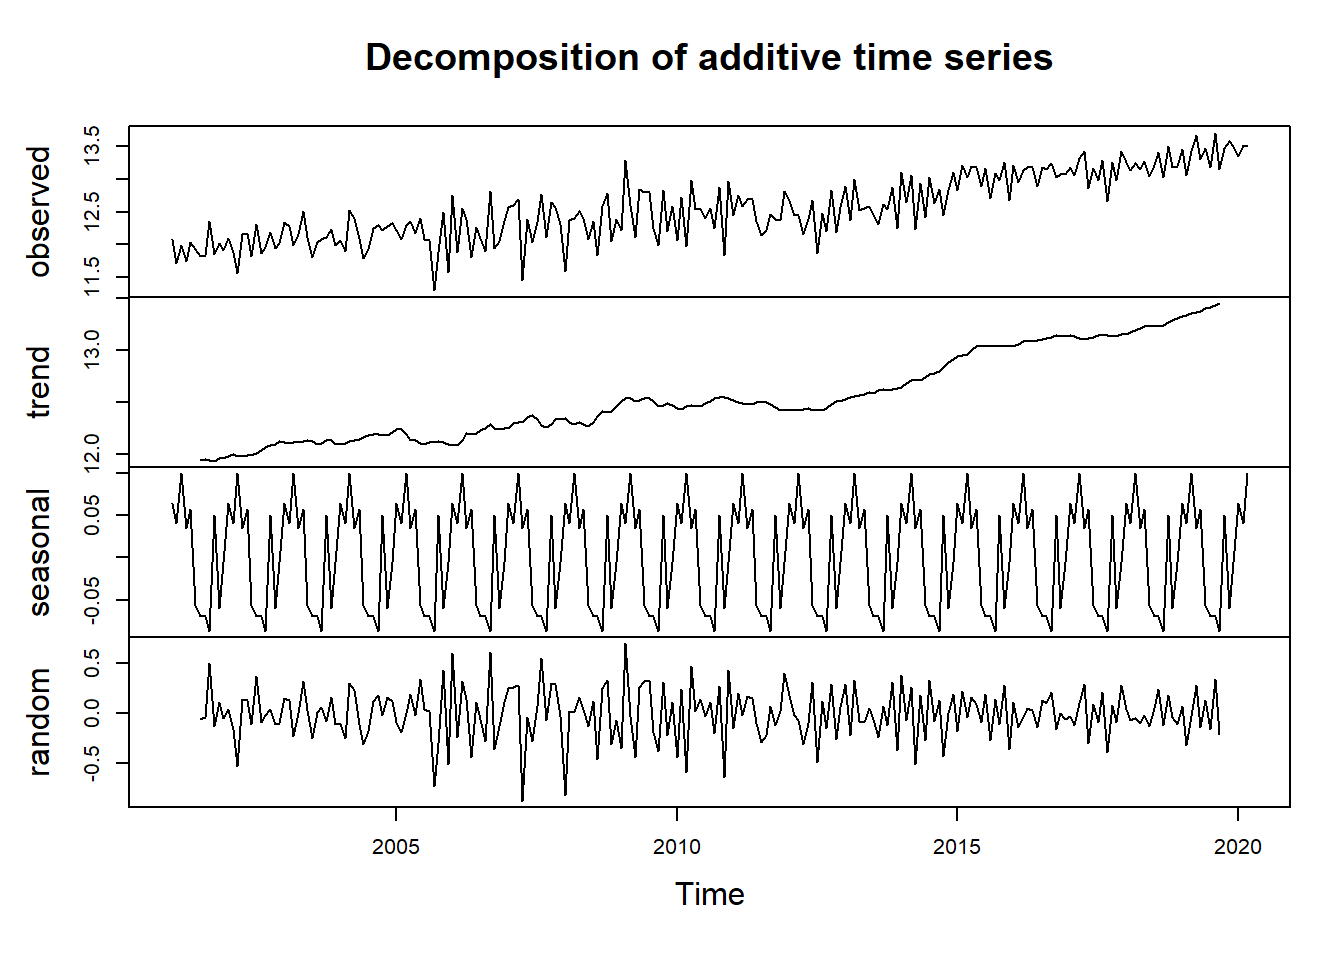 Decomposition of additive time series
observed
11.5 12.5 13.5
trend
12.0 13.0
seasonal
-0.05 0.05
random
-0.5 0.0 0.5
2005 2010 2015 2020
Time